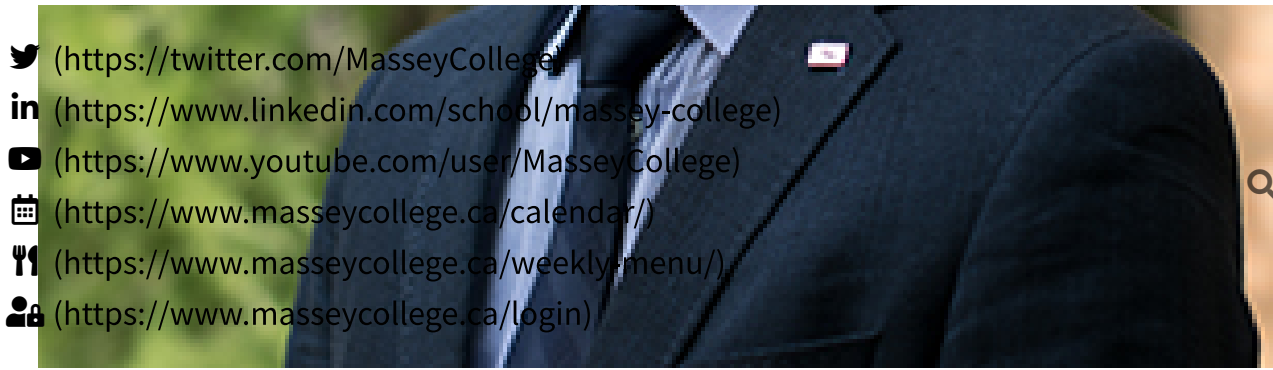 (https://twitter.com/MasseyCollege)
(https://www.linkedin.com/school/massey-college)
(https://www.youtube.com/user/MasseyCollege)
(https://www.masseycollege.ca/calendar/)
(https://www.masseycollege.ca/weekly-menu/)
(https://www.masseycollege.ca/login)